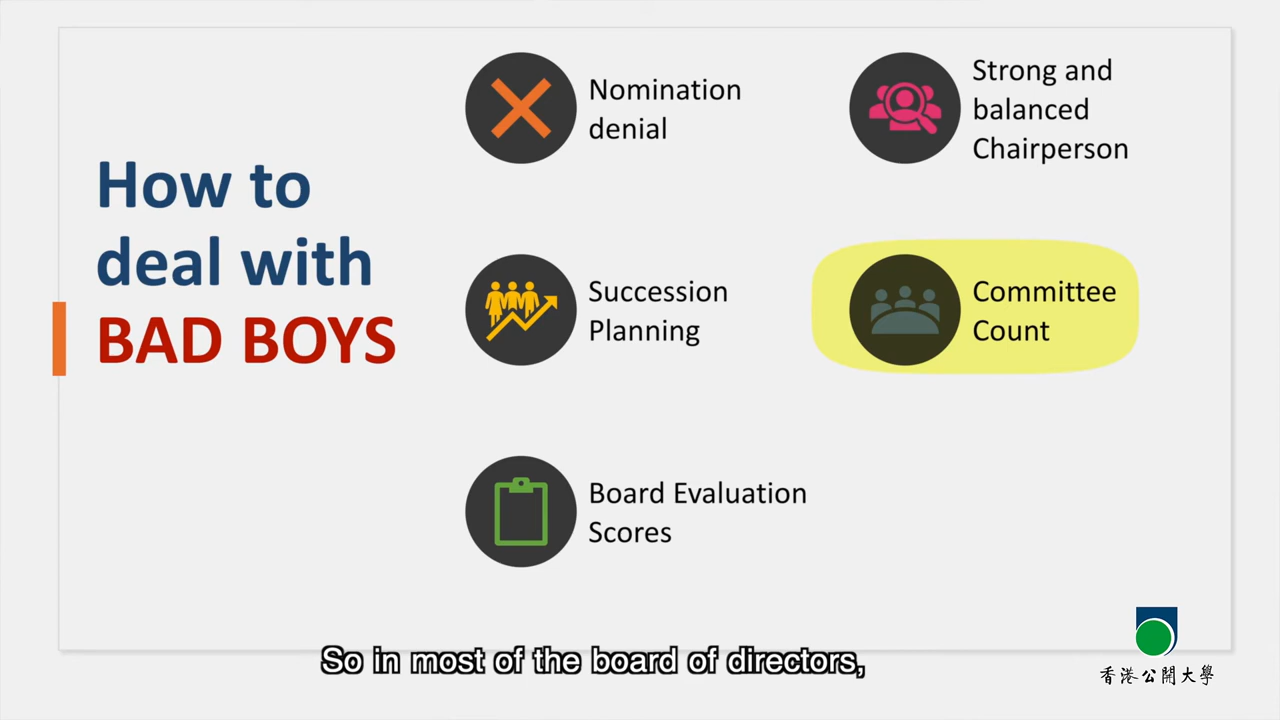 How to
deal with
BAD BOYS
Nomination
denial
Strong and
balanced
Chairperson
Succession
Planning
Committee
Count
Board Evaluation
Scores
So in most of the board of directors,
香港公開大學